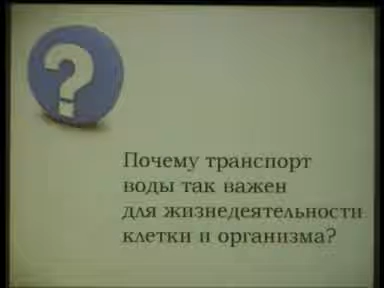 Почему транспорт
воды так важен
для жизнедеятельности
клетки и организма?